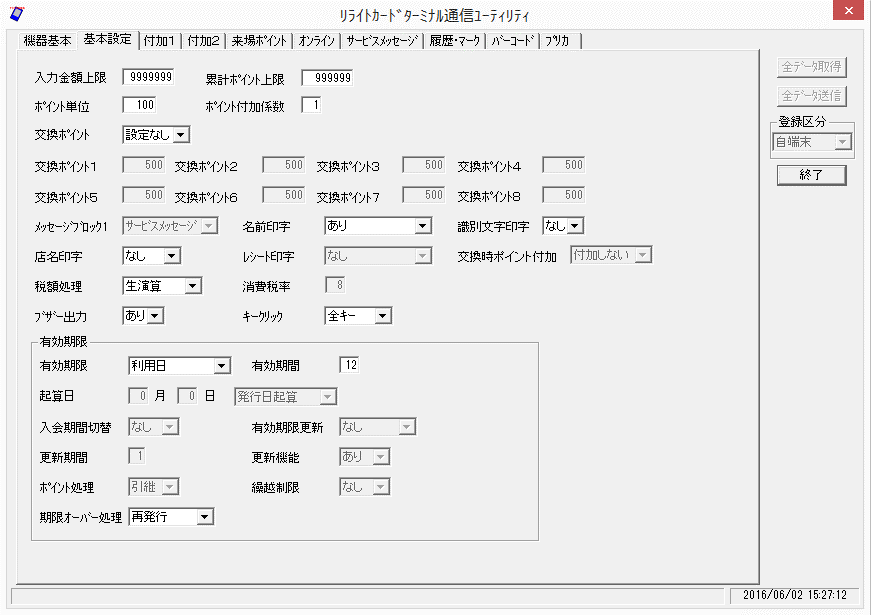 ﾘﾗｲﾄｶｰﾄﾞﾀｰﾐﾅﾙ通信ﾕｰﾃｨﾘﾃｨ
機器基本 基本設定 付加1 付加2 来場ﾎﾟｲﾝﾄ ｵﾝﾗｲﾝ ｻｰﾋﾞｽﾒｯｾｰｼﾞ 履歴･ﾏｰｸ ﾊﾞｰｺｰﾄﾞ ﾌﾟﾘｶ
入力金額上限 9999999 累計ﾎﾟｲﾝﾄ上限 999999 全ﾃﾞｰﾀ取得
ﾎﾟｲﾝﾄ単位 100 ﾎﾟｲﾝﾄ付加係数 1 全ﾃﾞｰﾀ送信
交換ﾎﾟｲﾝﾄ 設定なし 登録区分
自端末
交換ﾎﾟｲﾝﾄ1 500 交換ﾎﾟｲﾝﾄ2 500 交換ﾎﾟｲﾝﾄ3 500 交換ﾎﾟｲﾝﾄ4 500 終了
交換ﾎﾟｲﾝﾄ5 500 交換ﾎﾟｲﾝﾄ6 500 交換ﾎﾟｲﾝﾄ7 500 交換ﾎﾟｲﾝﾄ8 500
ﾒｯｾｰｼﾞﾌﾞﾛｯｸ1 ｻｰﾋﾞｽﾒｯｾｰｼﾞ 名前印字 あり 識別文字印字 なし
店名印字 なし ﾚｼｰﾄ印字 なし 交換時ﾎﾟｲﾝﾄ付加 付加しない
税額処理 生演算 消費税率 8
ﾌﾞｻﾞｰ出力 あり ｷｰｸﾘｯｸ 全ｷｰ
有効期限
有効期限 利用日 有効期間 12
起算日 0 月 0 日 発行日起算
入会期間切替 なし 有効期限更新 なし
更新期間 1 更新機能 あり
ﾎﾟｲﾝﾄ処理 引継 繰越制限 なし
期限ｵｰﾊﾞｰ処理 再発行
2016/06/02 15:27:12